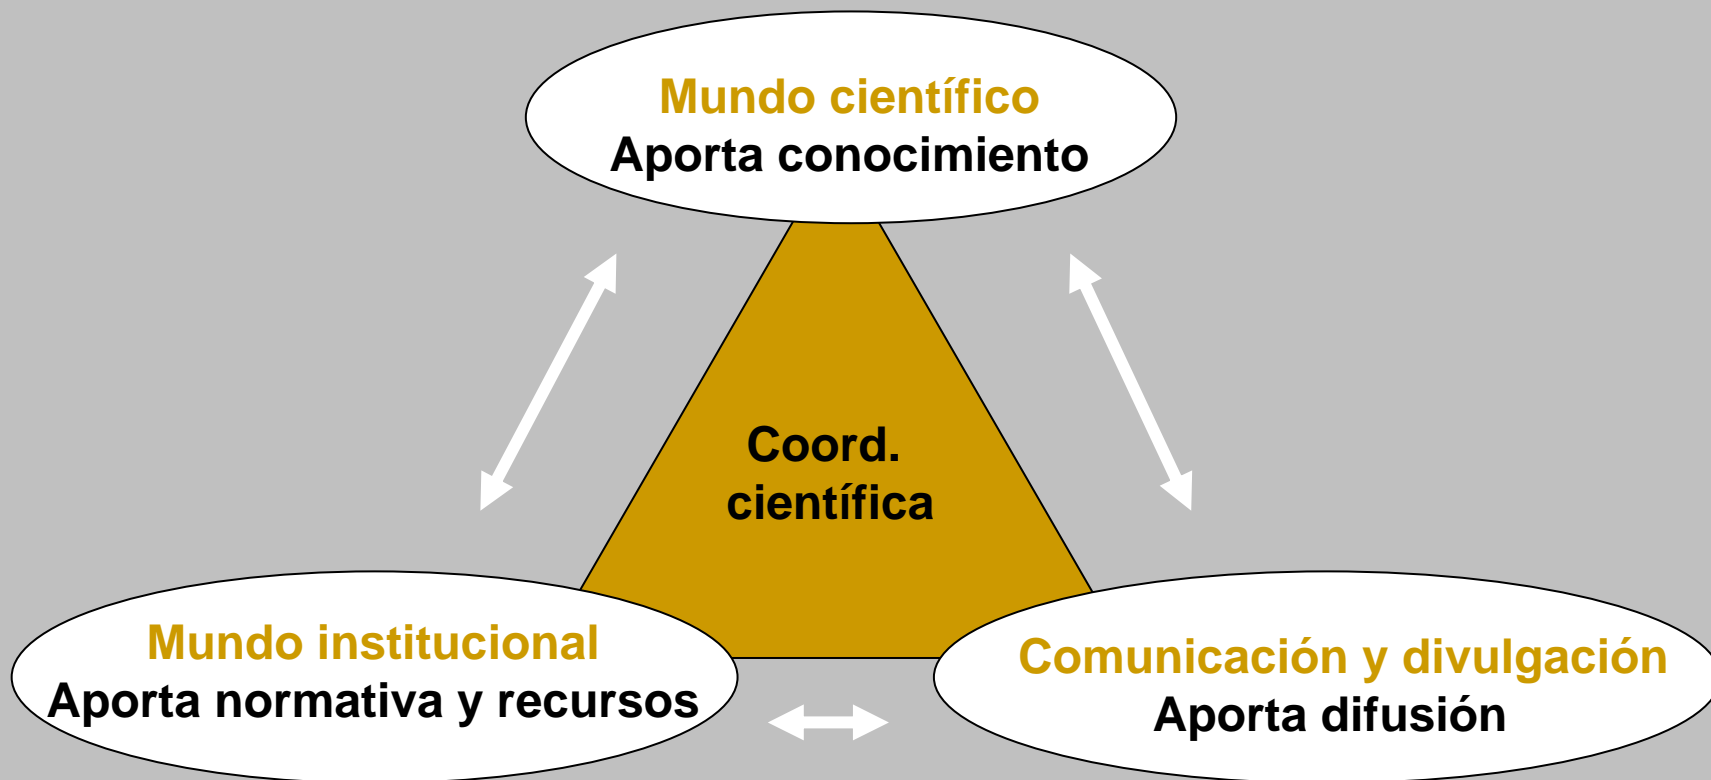 Mundo científico
Aporta conocimiento
Coord.
científica
Mundo institucional
Aporta normativa y recursos
Comunicación y divulgación
Aporta difusión